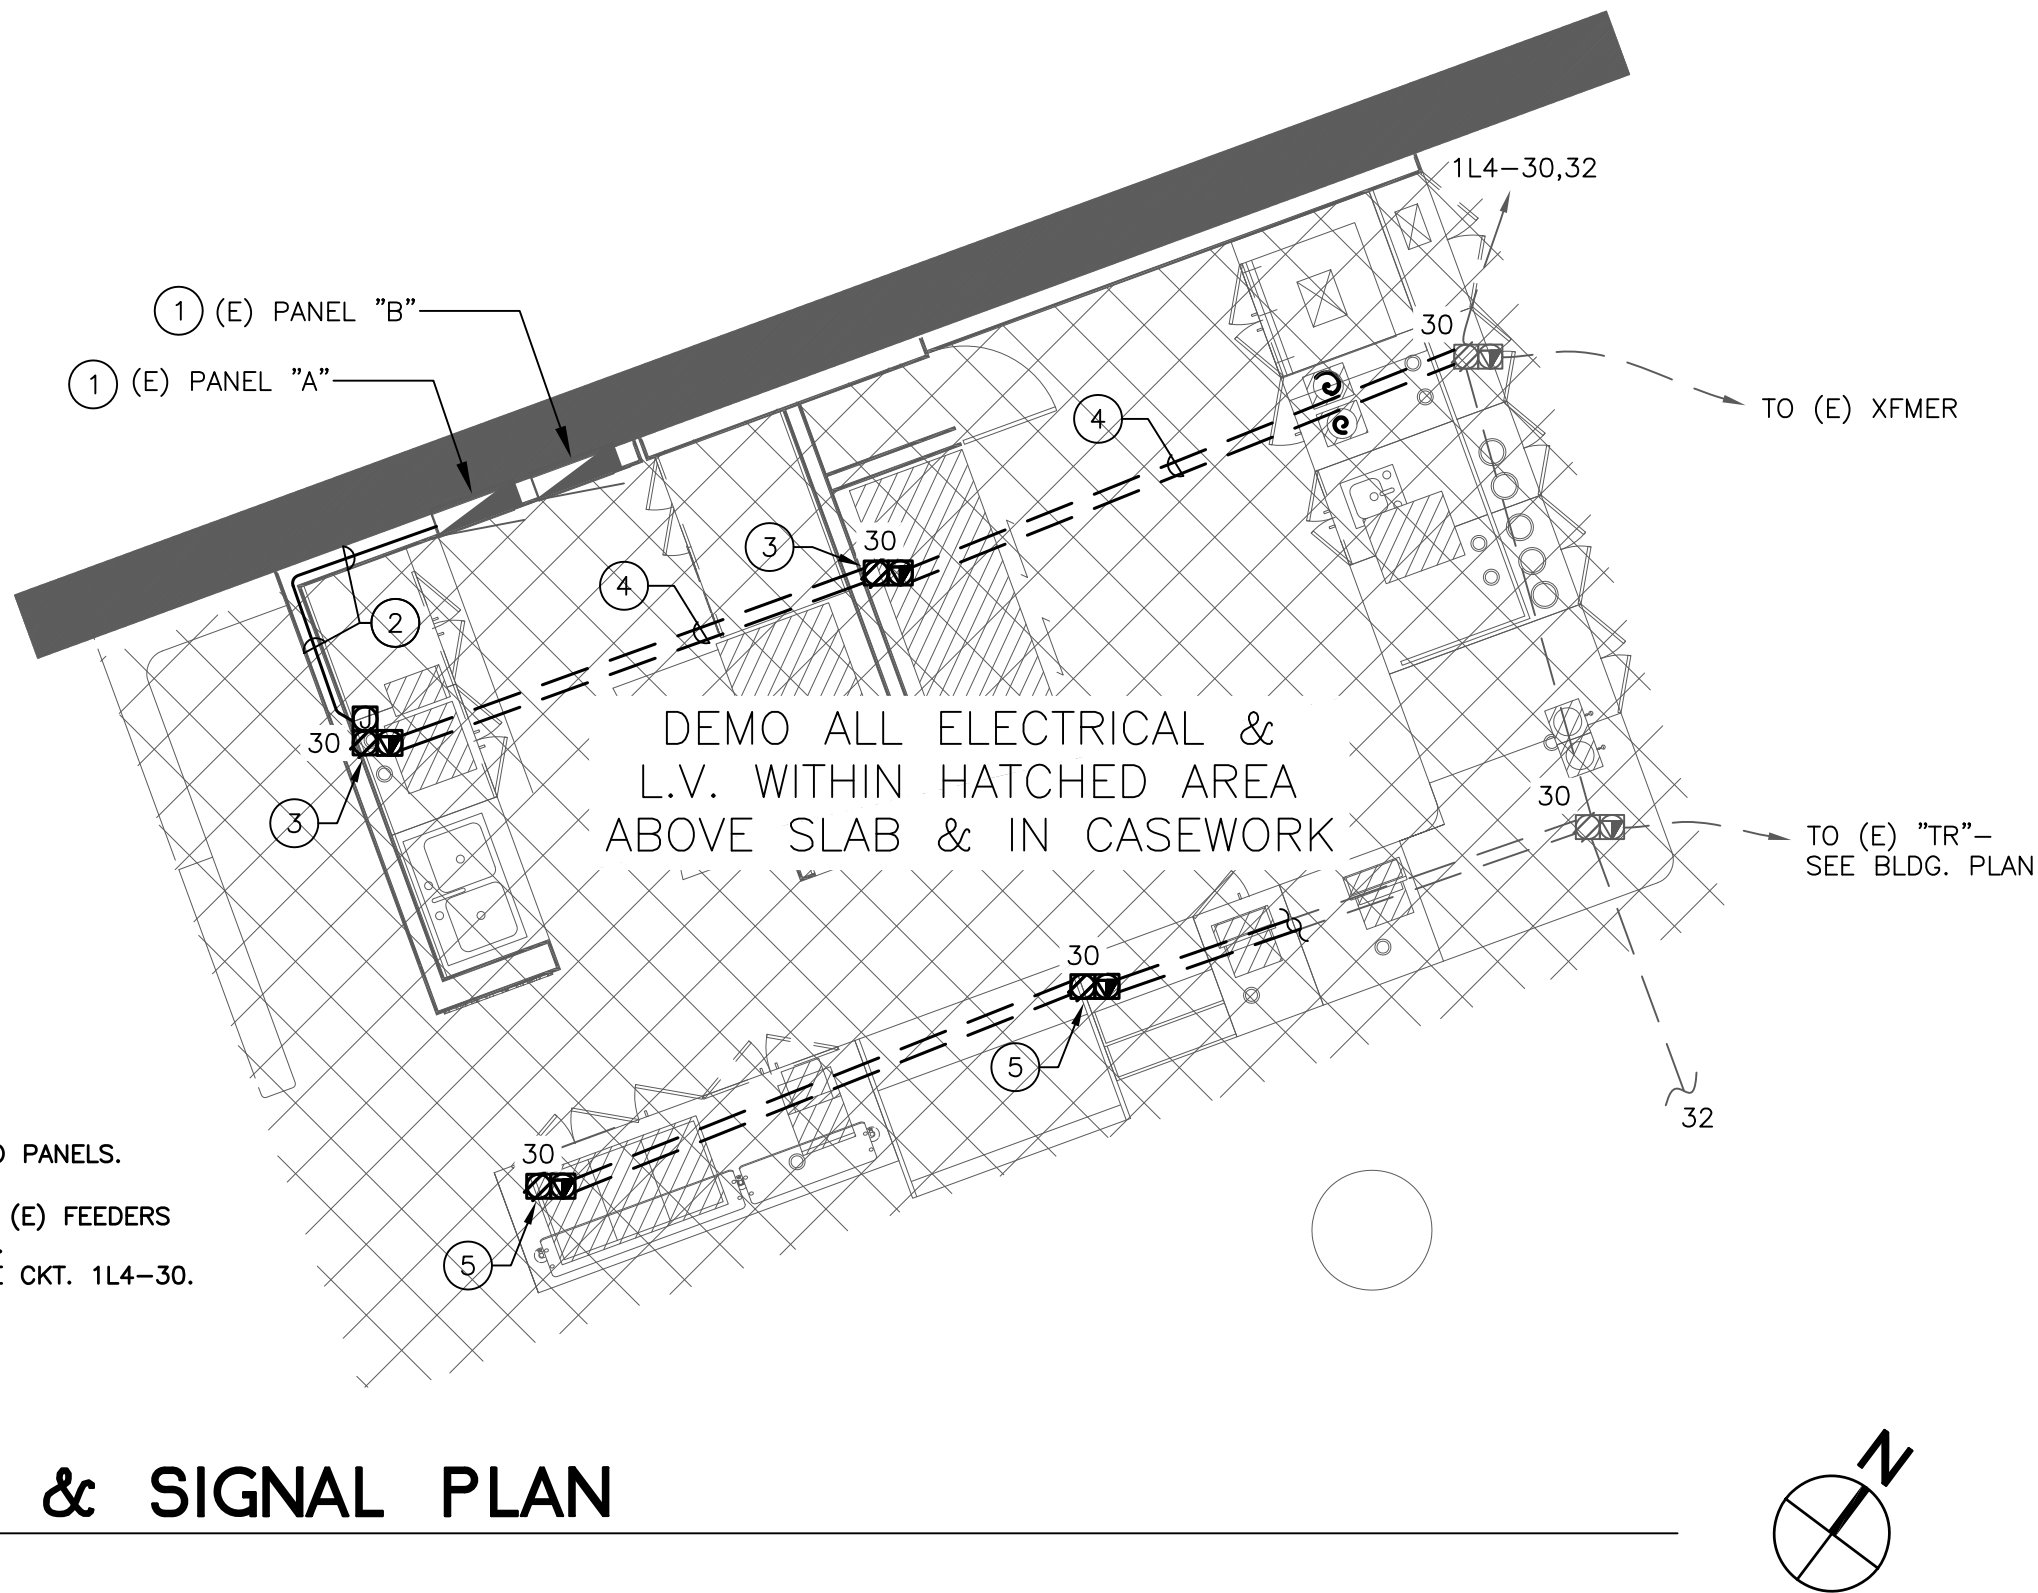 1L4-30,32
1 (E) PANEL "B"
1 (E) PANEL "A"
30
TO (E) XFMER
4
3
30
4
2
J
30
3
DEMO ALL ELECTRICAL &
L.V. WITHIN HATCHED AREA
ABOVE SLAB & IN CASEWORK
30
TO (E) "TR"-
SEE BLDG. PLAN
30
5
32
30
5
PANELS.
(E) FEEDERS
CKT. 1L4-30.
& SIGNAL PLAN
N